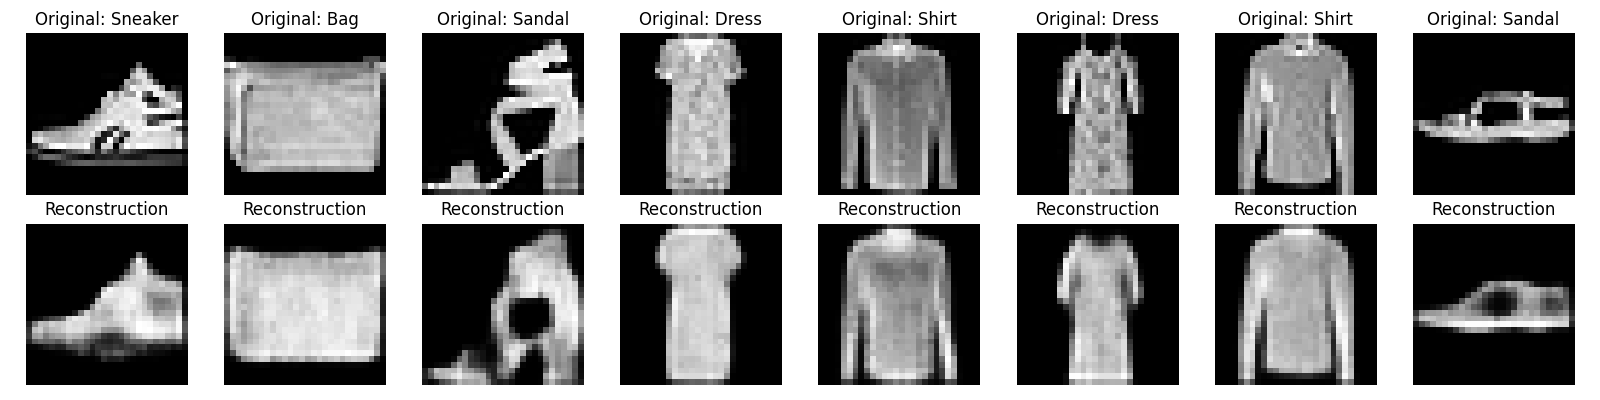 Original: Sneaker
Original: Bag
Original: Sandal
Original: Dress
Original: Shirt
Original: Dress
Original: Shirt
Original: Sandal
Reconstruction
Reconstruction
Reconstruction
Reconstruction
Reconstruction
Reconstruction
Reconstruction
Reconstruction